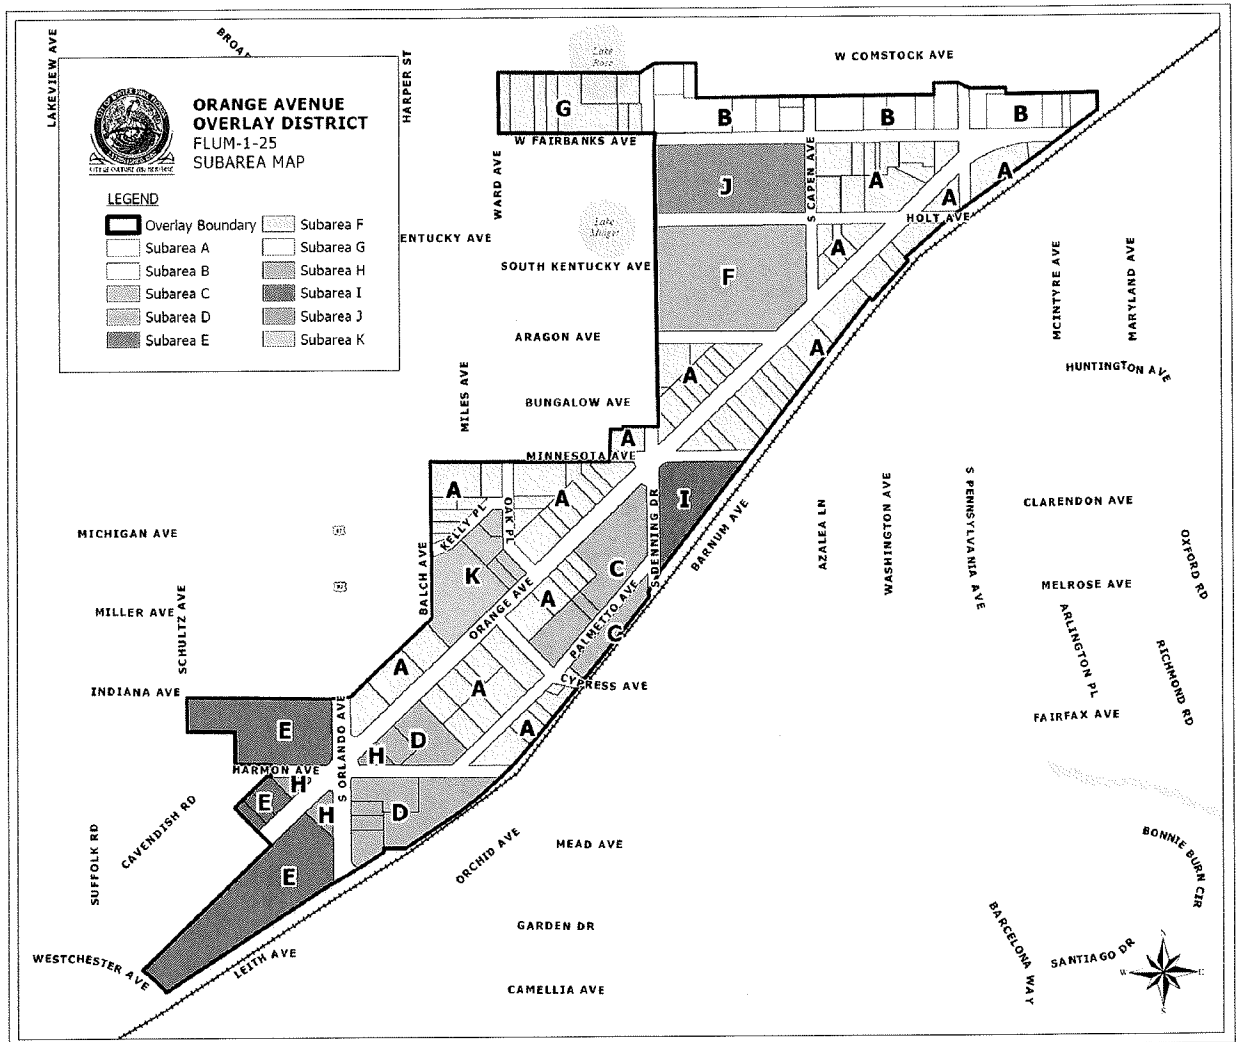 LAKEVIEW AVE
HARPER ST
Lake
Rose
W COMSTOCK AVE
ORANGE AVENUE
OVERLAY DISTRICT
FLUM-1-25
SUBAREA MAP
LEGEND
Overlay Boundary
Subarea A
Subarea B
Subarea C
Subarea D
Subarea E
Subarea F
Subarea G
Subarea H
Subarea I
Subarea J
Subarea K
G
B
B
B
W FAIRBANKS AVE
WARD AVE
J
S CAPEN AVE
A
A
A
HOLT AVE
Lake
Midget
ENTUCKY AVE
A
SOUTH KENTUCKY AVE
F
MCINTYRE AVE
MARYLAND AVE
ARAGON AVE
A
HUNTINGTON AVE
MILES AVE
A
BUNGALOW AVE
A
MINNESOTA AVE
A
A
OAK PL
KELLY PL
I
S DENNING DR
BARNUM AVE
AZALEA LN
WASHINGTON AVE
S PENNSYLVANIA AVE
CLARENDON AVE
OXFORD RD
MICHIGAN AVE
BALCH AVE
K
C
MELROSE AVE
MILLER AVE
SCHULTZ AVE
ORANGE AVE
A
PALMETTO AVE
C
ARLINGTON PL
RICHMOND RD
A
A
CYPRESS AVE
INDIANA AVE
FAIRFAX AVE
E
S ORLANDO AVE
H
D
A
HARMON AVE
H
E
H
D
CAVENDISH RD
SUFFOLK RD
ORCHID AVE
MEAD AVE
BONNIE BURN CIR
E
GARDEN DR
BARCELONA WAY
SANTIAGO DR
WESTCHESTER AVE
LEITH AVE
CAMELLIA AVE
N
W
E
S